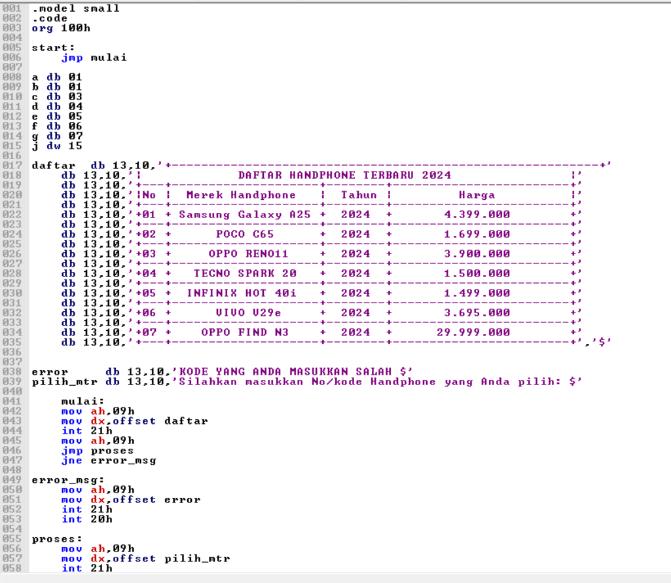 001 .model small
002 .code
003 org 100h
004
005 start:
006     jmp mulai
007
008 a db 01
009 b db 01
010 c db 03
011 d db 04
012 e db 05
013 f db 06
014 g db 07
015 j dw 15
016
017 daftar  db 13,10,'+------------------------------------------------------------+'
018     db 13,10,'|             DAFTAR HANDPHONE TERBARU 2024                |'
019     db 13,10,'+---+---------------------+--------+-------------------------+'
020     db 13,10,'|No |  Merek Handphone    |  Tahun |          Harga          |'
021     db 13,10,'+---+---------------------+--------+-------------------------+'
022     db 13,10,'+01 + Samsung Galaxy A25 +  2024  +        4.399.000         +'
023     db 13,10,'+---+---------------------+--------+-------------------------+'
024     db 13,10,'+02 +       POCO C65      +  2024  +        1.699.000        +'
025     db 13,10,'+---+---------------------+--------+-------------------------+'
026     db 13,10,'+03 +      OPPO RENO11    +  2024  +        3.900.000        +'
027     db 13,10,'+---+---------------------+--------+-------------------------+'
028     db 13,10,'+04 +   TECNO SPARK 20    +  2024  +        1.500.000        +'
029     db 13,10,'+---+---------------------+--------+-------------------------+'
030     db 13,10,'+05 +  INFINIX HOT 40i    +  2024  +        1.499.000        +'
031     db 13,10,'+---+---------------------+--------+-------------------------+'
032     db 13,10,'+06 +       VIVO V29e     +  2024  +        3.695.000        +'
033     db 13,10,'+---+---------------------+--------+-------------------------+'
034     db 13,10,'+07 +     OPPO FIND N3    +  2024  +       29.999.000        +'
035     db 13,10,'+---+---------------------+--------+-------------------------+','$'
036
037
038 error      db 13,10,'KODE YANG ANDA MASUKKAN SALAH $'
039 pilih_mtr db 13,10,'Silahkan masukkan No/kode Handphone yang Anda pilih: $'
040
041     mulai:
042     mov ah,09h
043     mov dx,offset daftar
044     int 21h
045     mov ah,09h
046     jmp proses
047     jne error_msg
048
049 error_msg:
050     mov ah,09h
051     mov dx,offset error
052     int 21h
053     int 20h
054
055 proses:
056     mov ah,09h
057     mov dx,offset pilih_mtr
058     int 21h